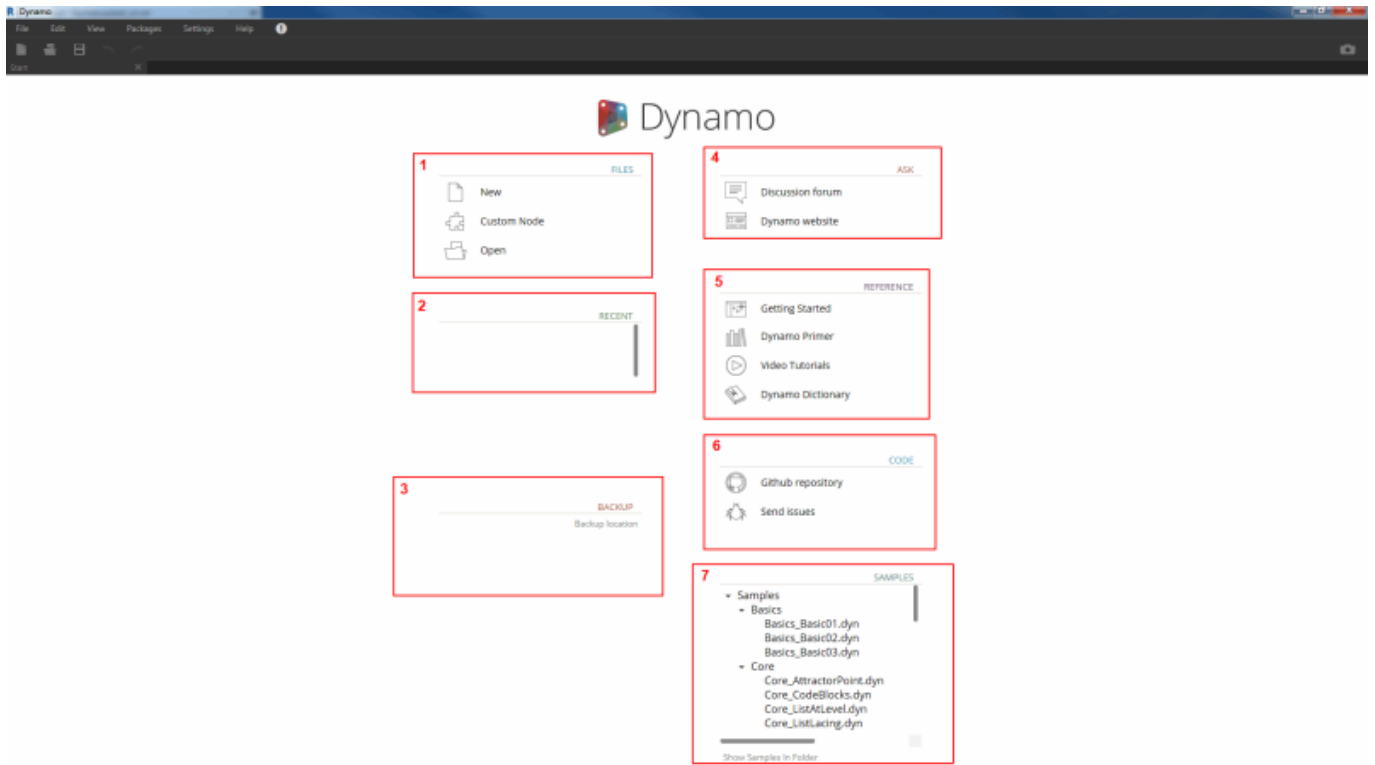 Dynamo
File Edit View Packages Settings Help
Start
Dynamo
1
FILES
New
Custom Node
Open
2
RECENT
3
BACKUP
Backup location
4
ASK
Discussion forum
Dynamo website
5
REFERENCE
Getting Started
Dynamo Primer
Video Tutorials
Dynamo Dictionary
6
CODE
Github repository
Send issues
7
SAMPLES
Samples
Basics
Basics_Basic01.dyn
Basics_Basic02.dyn
Basics_Basic03.dyn
Core
Core_AttractorPoint.dyn
Core_CodeBlocks.dyn
Core_ListAtLevel.dyn
Core_ListLacing.dyn
Show Samples In Folder